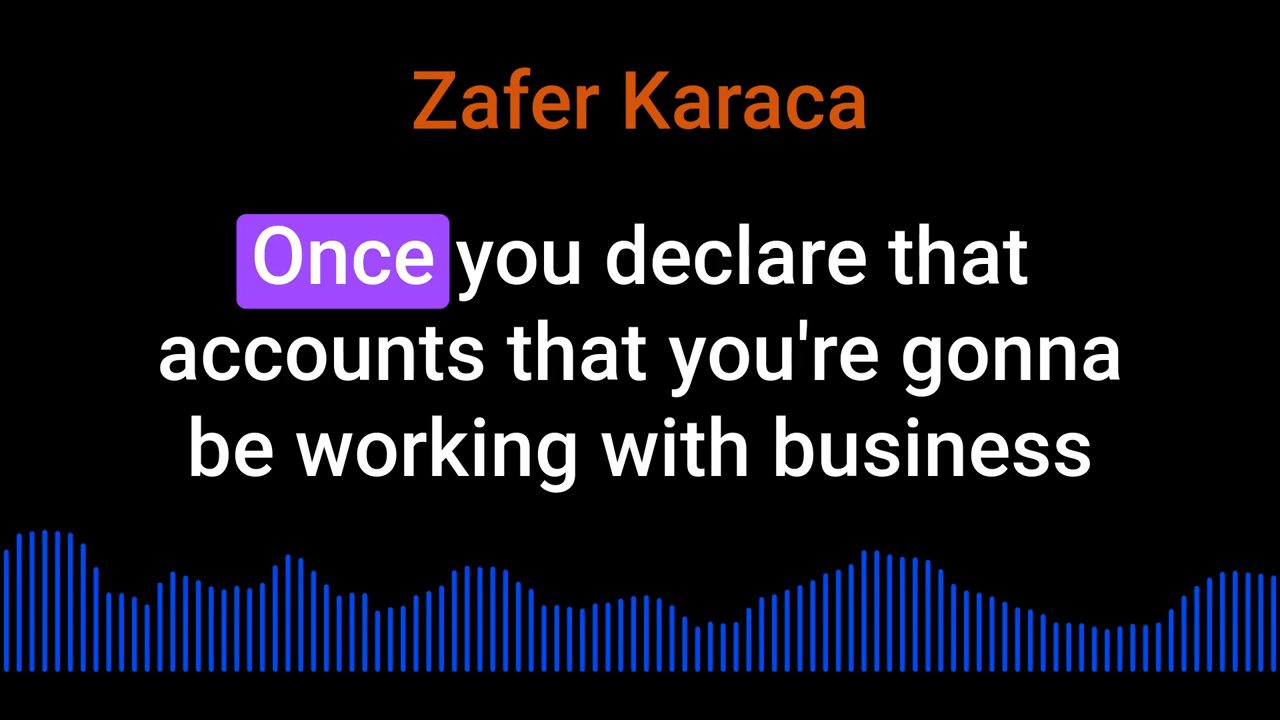 Zafer Karaca
Once you declare that
accounts that you're gonna
be working with business